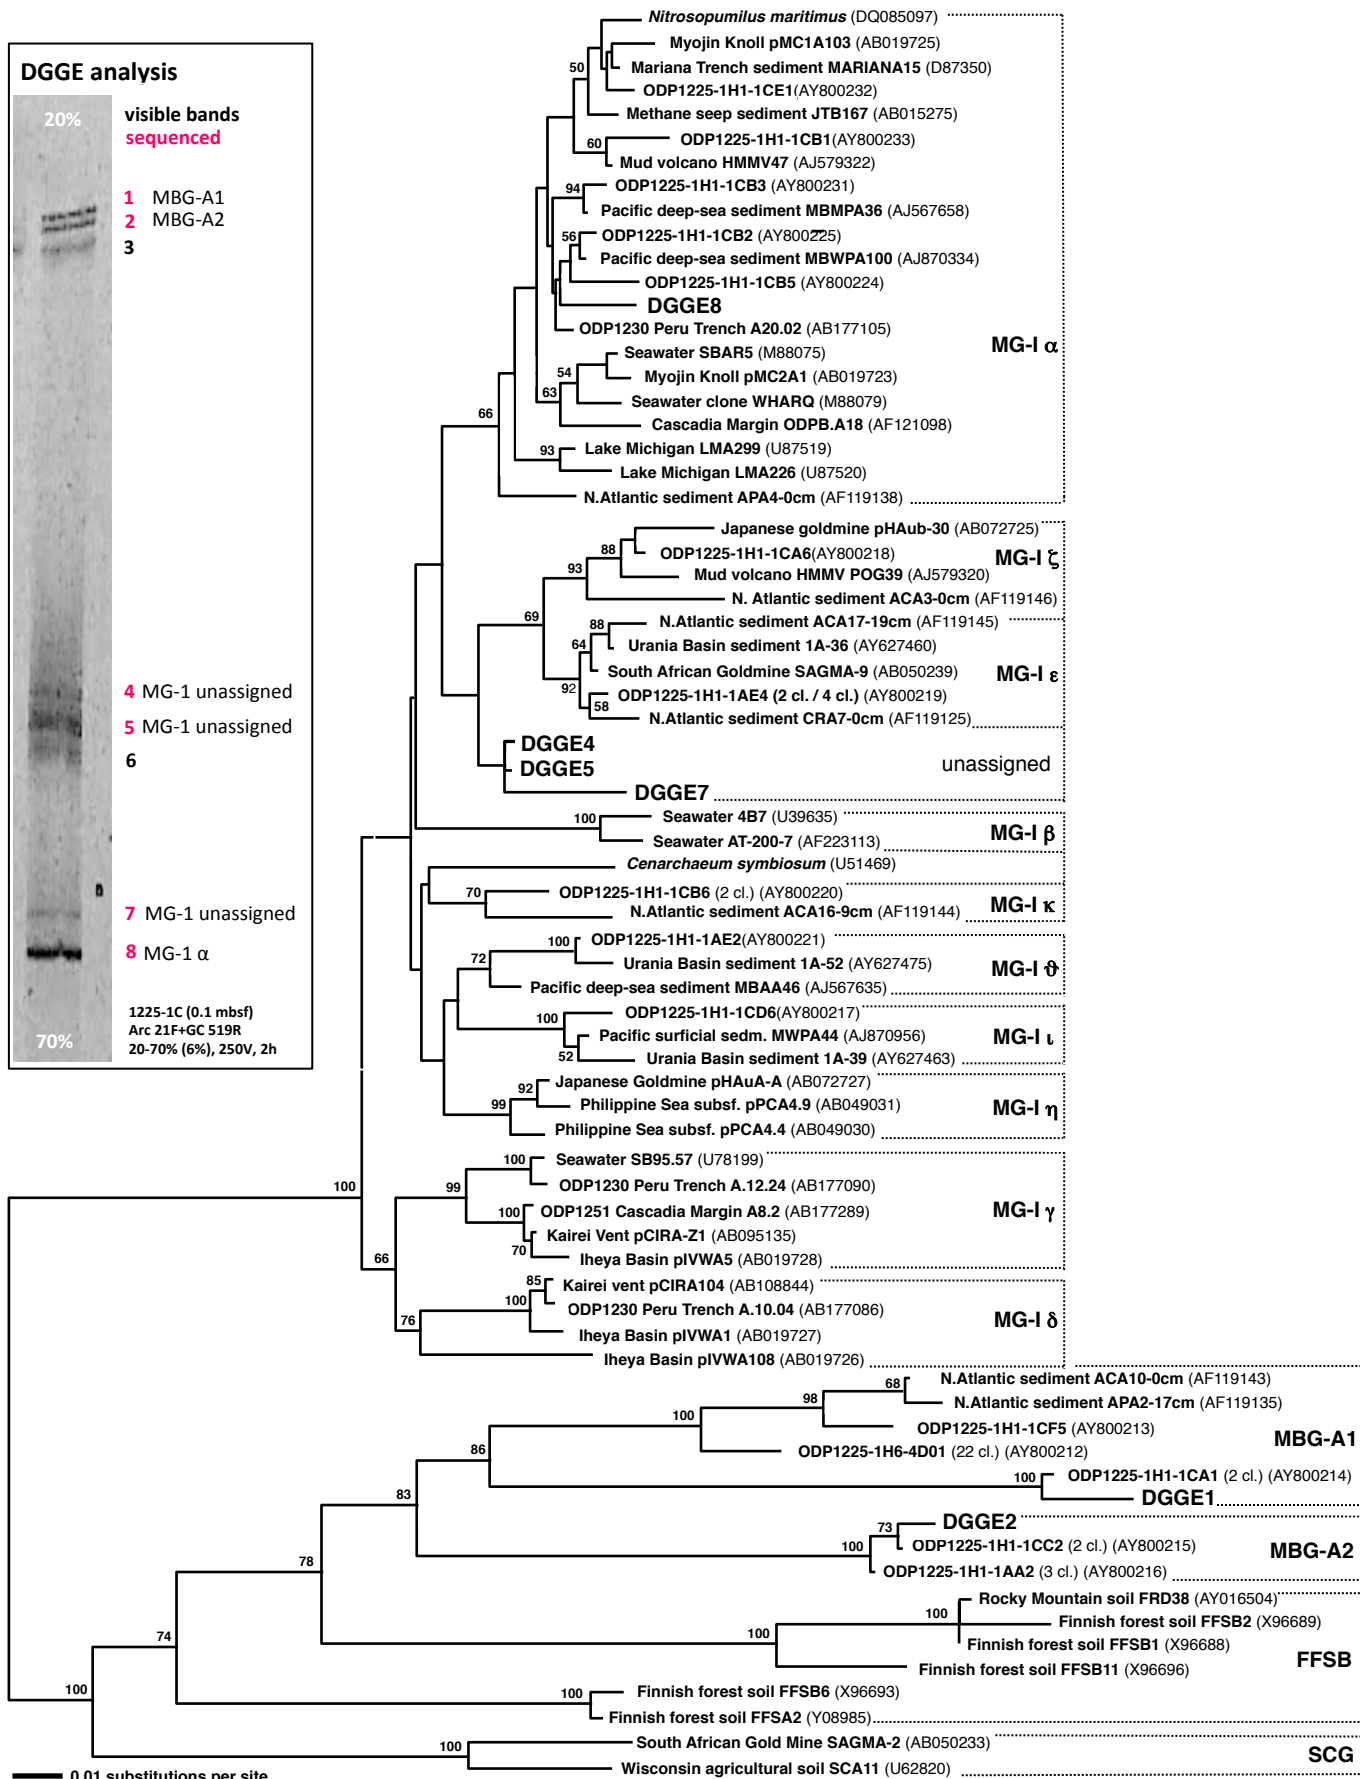 DGGE analysis
20%
visible bands
sequenced
1 MBG-A1
2 MBG-A2
3
4 MG-1 unassigned
5 MG-1 unassigned
6
7 MG-1 unassigned
8 MG-1 α
1225-1C (0.1 mbsf)
Arc 21F+GC 519R
20-70% (6%), 250V, 2h
70%
Nitrosopumilus maritimus (DQ085097)
Myojin Knoll pMC1A103 (AB019725)
50
Mariana Trench sediment MARIANA15 (D87350)
ODP1225-1H1-1CE1(AY800232)
Methane seep sediment JTB167 (AB015275)
ODP1225-1H1-1CB1(AY800233)
60
Mud volcano HMMV47 (AJ579322)
ODP1225-1H1-1CB3 (AY800231)
94
Pacific deep-sea sediment MBMPA36 (AJ567658)
ODP1225-1H1-1CB2 (AY800225)
56
Pacific deep-sea sediment MBWPA100 (AJ870334)
ODP1225-1H1-1CB5 (AY800224)
DGGE8
ODP1230 Peru Trench A20.02 (AB177105)
MG-I α
Seawater SBAR5 (M88075)
54
Myojin Knoll pMC2A1 (AB019723)
63
Seawater clone WHARQ (M88079)
66
Cascadia Margin ODPB.A18 (AF121098)
93
Lake Michigan LMA299 (U87519)
Lake Michigan LMA226 (U87520)
N.Atlantic sediment APA4-0cm (AF119138)
Japanese goldmine pHAub-30 (AB072725)
88
ODP1225-1H1-1CA6(AY800218)
MG-I ζ
93
Mud volcano HMMV POG39 (AJ579320)
N. Atlantic sediment ACA3-0cm (AF119146)
69
88
N.Atlantic sediment ACA17-19cm (AF119145)
64
Urania Basin sediment 1A-36 (AY627460)
South African Goldmine SAGMA-9 (AB050239)
MG-I ε
92
ODP1225-1H1-1AE4 (2 cl. / 4 cl.) (AY800219)
58
N.Atlantic sediment CRA7-0cm (AF119125)
DGGE4
DGGE5
unassigned
DGGE7
100
Seawater 4B7 (U39635)
MG-I β
Seawater AT-200-7 (AF223113)
Cenarchaeum symbiosum (U51469)
70
ODP1225-1H1-1CB6 (2 cl.) (AY800220)
MG-I κ
N.Atlantic sediment ACA16-9cm (AF119144)
100
ODP1225-1H1-1AE2(AY800221)
72
Urania Basin sediment 1A-52 (AY627475)
MG-I ϑ
Pacific deep-sea sediment MBAA46 (AJ567635)
ODP1225-1H1-1CD6(AY800217)
100
Pacific surficial sedm. MWPA44 (AJ870956)
MG-I ι
52
Urania Basin sediment 1A-39 (AY627463)
92
Japanese Goldmine pHAuA-A (AB072727)
99
Philippine Sea subsf. pPCA4.9 (AB049031)
MG-I η
Philippine Sea subsf. pPCA4.4 (AB049030)
100
Seawater SB95.57 (U78199)
100
99
ODP1230 Peru Trench A.12.24 (AB177090)
100
ODP1251 Cascadia Margin A8.2 (AB177289)
MG-I γ
Kairei Vent pCIRA-Z1 (AB095135)
70
Iheya Basin pIVWA5 (AB019728)
66
85
Kairei vent pCIRA104 (AB108844)
100
ODP1230 Peru Trench A.10.04 (AB177086)
76
Iheya Basin pIVWA1 (AB019727)
MG-I δ
Iheya Basin pIVWA108 (AB019726)
68
N.Atlantic sediment ACA10-0cm (AF119143)
98
N.Atlantic sediment APA2-17cm (AF119135)
100
ODP1225-1H1-1CF5 (AY800213)
MBG-A1
86
ODP1225-1H6-4D01 (22 cl.) (AY800212)
100
ODP1225-1H1-1CA1 (2 cl.) (AY800214)
83
DGGE1
73
DGGE2
100
ODP1225-1H1-1CC2 (2 cl.) (AY800215)
MBG-A2
78
ODP1225-1H1-1AA2 (3 cl.) (AY800216)
Rocky Mountain soil FRD38 (AY016504)
100
Finnish forest soil FFSB2 (X96689)
100
Finnish forest soil FFSB1 (X96688)
FFSB
74
Finnish forest soil FFSB11 (X96696)
100
100
Finnish forest soil FFSB6 (X96693)
Finnish forest soil FFSA2 (Y08985)
100
South African Gold Mine SAGMA-2 (AB050233)
SCG
Wisconsin agricultural soil SCA11 (U62820)
0.01 substitutions per site